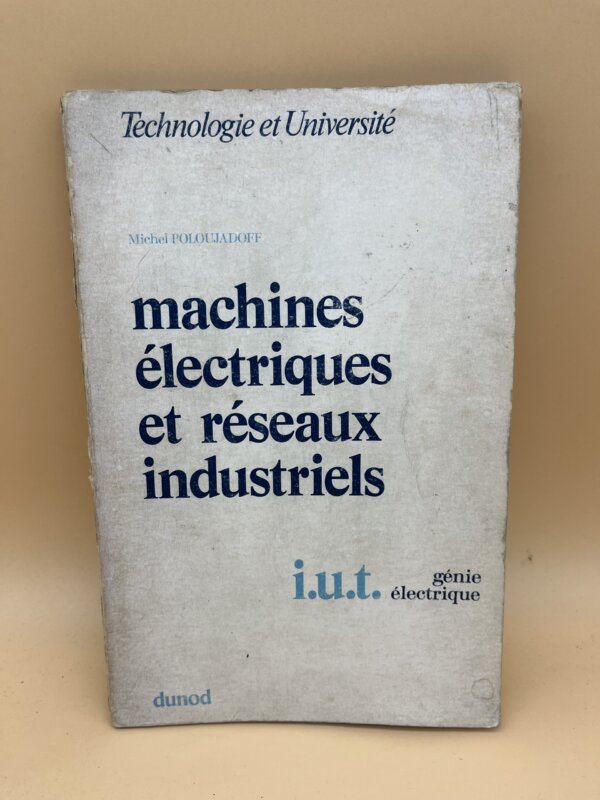 Technologie et Université
Michel POLOUJADOFF
machines
électriques
et réseaux
industriels
i.u.t. génie
électrique
dunod